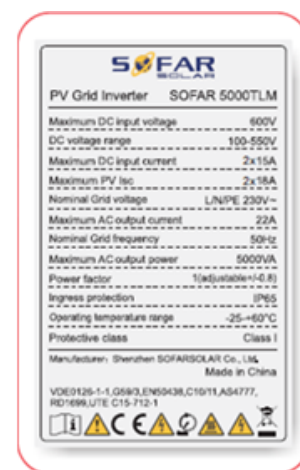 SOFAR
SOLAR
PV Grid Inverter SOFAR 5000TLM
Maximum DC input voltage 600V
DC voltage range 100-550V
Maximum DC input current 2x15A
Maximum PV Isc 2x18A
Nominal Grid voltage L/N/PE 230V~
Maximum AC output current 22A
Nominal Grid frequency 50Hz
Maximum AC output power 5000VA
Power factor 1(adjustable+/-0.8)
Ingress protection IP65
Operating temperature range -25-+60°C
Protective class Class I
Manufacturer: Shenzhen SOFARSOLAR Co., Ltd.
Made in China
VDE0126-1-1,G59/3,EN50438,C10/11,AS4777,
RD1699,UTE C15-712-1